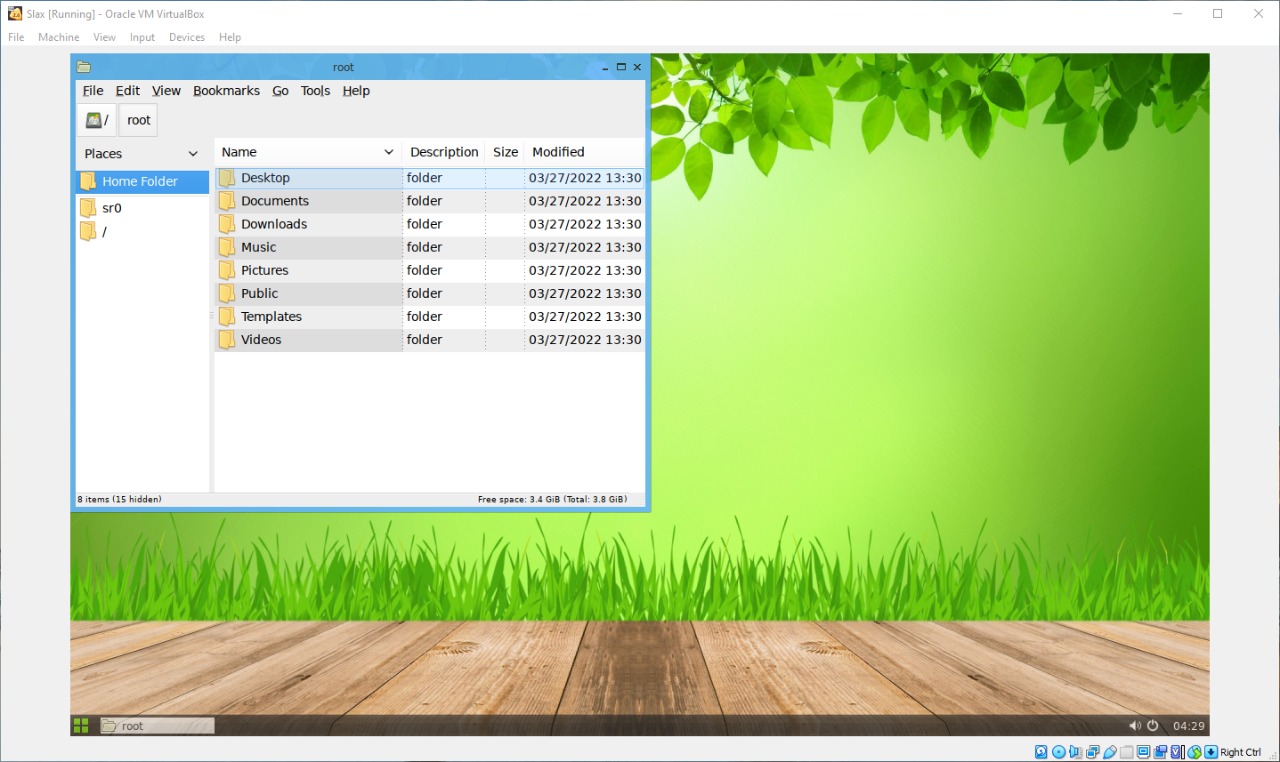 Slax [Running] - Oracle VM VirtualBox
File Machine View Input Devices Help
root
File Edit View Bookmarks Go Tools Help
/ root
Places Name Description Size Modified
Home Folder
sr0
/
Desktop folder 03/27/2022 13:30
Documents folder 03/27/2022 13:30
Downloads folder 03/27/2022 13:30
Music folder 03/27/2022 13:30
Pictures folder 03/27/2022 13:30
Public folder 03/27/2022 13:30
Templates folder 03/27/2022 13:30
Videos folder 03/27/2022 13:30
8 items (15 hidden) Free space: 3.4 GiB (Total: 3.8 GiB)
root 04:29
Right Ctrl